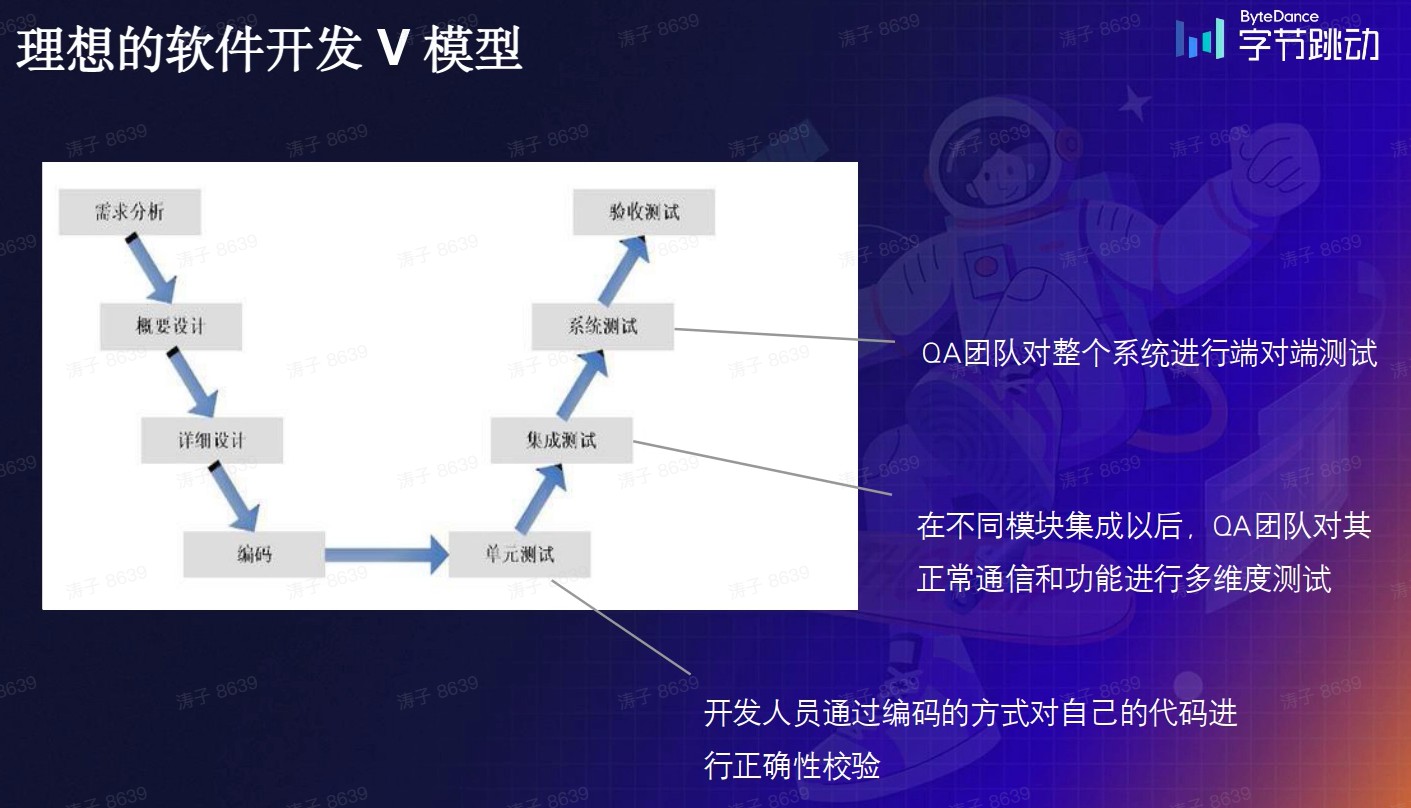 理想的软件开发 V 模型
ByteDance
字节跳动
需求分析
验收测试
概要设计
系统测试
QA团队对整个系统进行端对端测试
详细设计
集成测试
在不同模块集成以后，QA团队对其
正常通信和功能进行多维度测试
编码
单元测试
开发人员通过编码的方式对自己的代码进
行正确性校验
涛子 8639